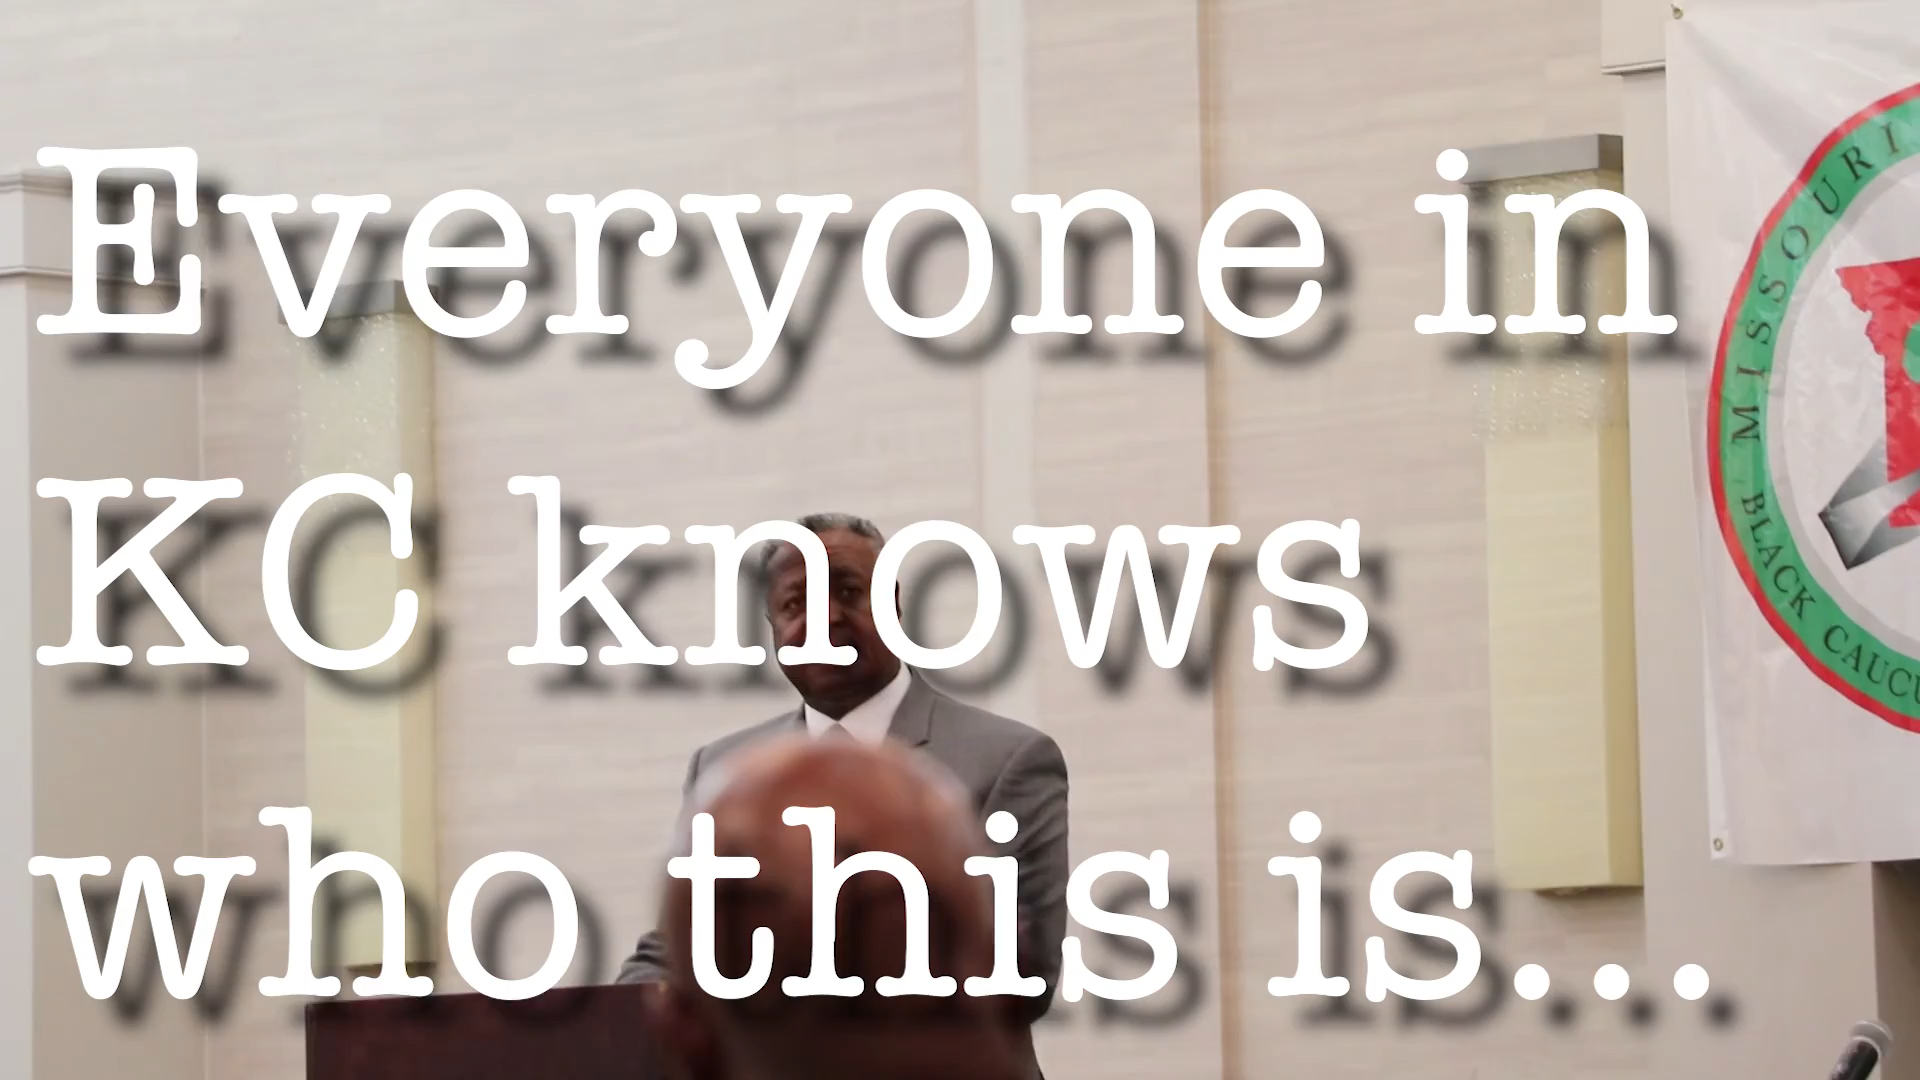 Everyone in
KC knows
who this is...
MISSOURI
BLACK CAUCU